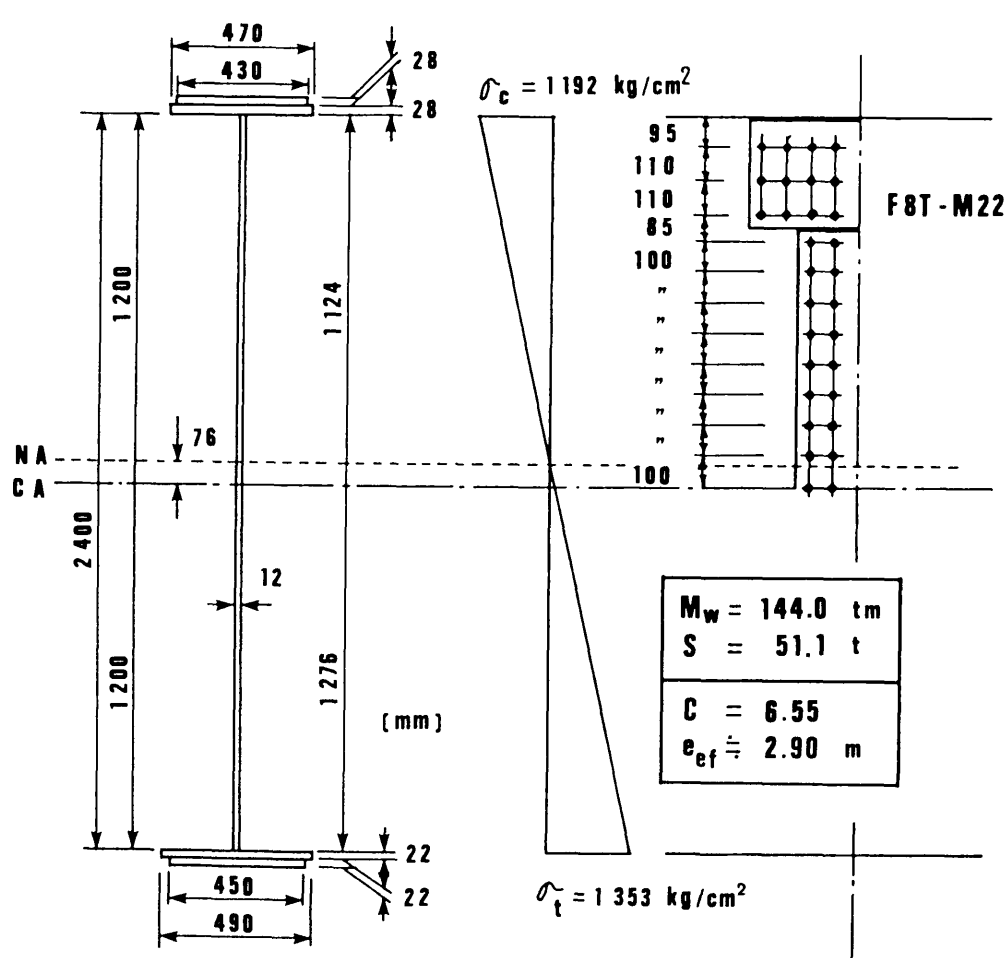 470
430
28
28
σc = 1192 kg/cm²
95
110
110
85
100
"
"
"
"
"
"
100
F8T-M22
1200
1124
76
NA
CA
2400
12
1200
1276
[mm]
Mw = 144.0 tm
S = 51.1 t
C = 6.55
eef ≒ 2.90 m
22
22
450
490
σt = 1353 kg/cm²